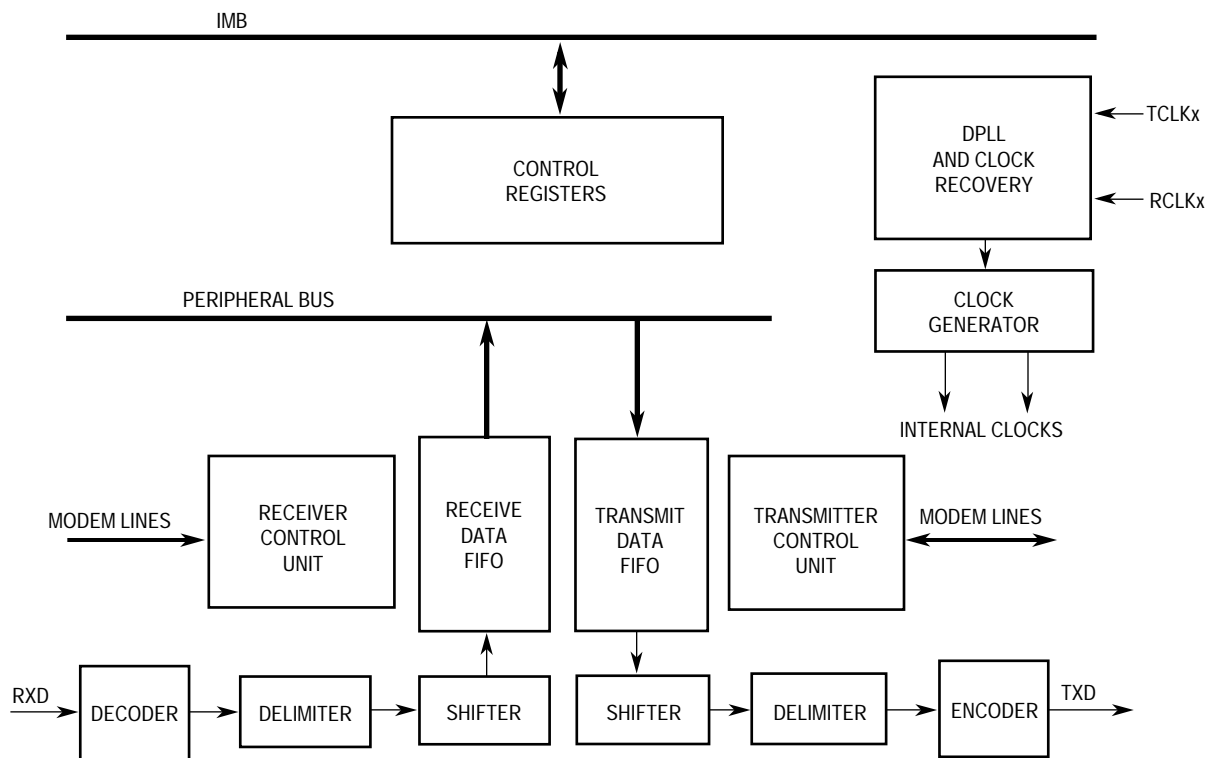 IMB
CONTROL
REGISTERS
DPLL
AND CLOCK
RECOVERY
TCLKx
RCLKx
CLOCK
GENERATOR
INTERNAL CLOCKS
PERIPHERAL BUS
MODEM LINES
RECEIVER
CONTROL
UNIT
RECEIVE
DATA
FIFO
TRANSMIT
DATA
FIFO
TRANSMITTER
CONTROL
UNIT
MODEM LINES
RXD
DECODER
DELIMITER
SHIFTER
SHIFTER
DELIMITER
ENCODER
TXD